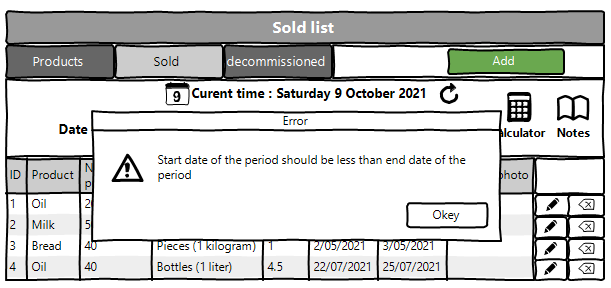 Sold list
Products Sold decommissioned Add
9 Curent time : Saturday 9 October 2021
Date Notes
Error
Start date of the period should be less than end date of the
period
Okey
ID Product photo
1 Oil
2 Milk
3 Bread 40 Pieces (1 kilogram) 1 2/05/2021 3/05/2021
4 Oil 40 Bottles (1 liter) 4.5 22/07/2021 25/07/2021